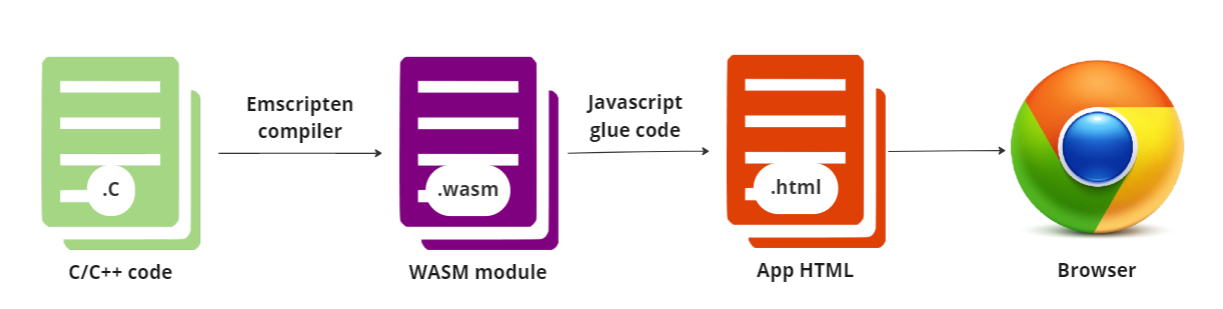 Emscripten
compiler
Javascript
glue code
.C
.wasm
.html
C/C++ code
WASM module
App HTML
Browser